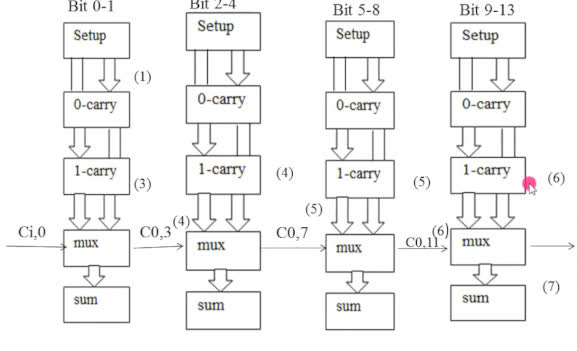 Bit 0-1
Bit 2-4
Bit 5-8
Bit 9-13
Setup
Setup
Setup
Setup
(1)
0-carry
0-carry
0-carry
0-carry
1-carry
1-carry
1-carry
1-carry
(3)
(4)
(5)
(6)
(4)
(5)
(6)
Ci,0
mux
C0,3
mux
C0,7
mux
C0,11
mux
sum
sum
sum
sum
(7)